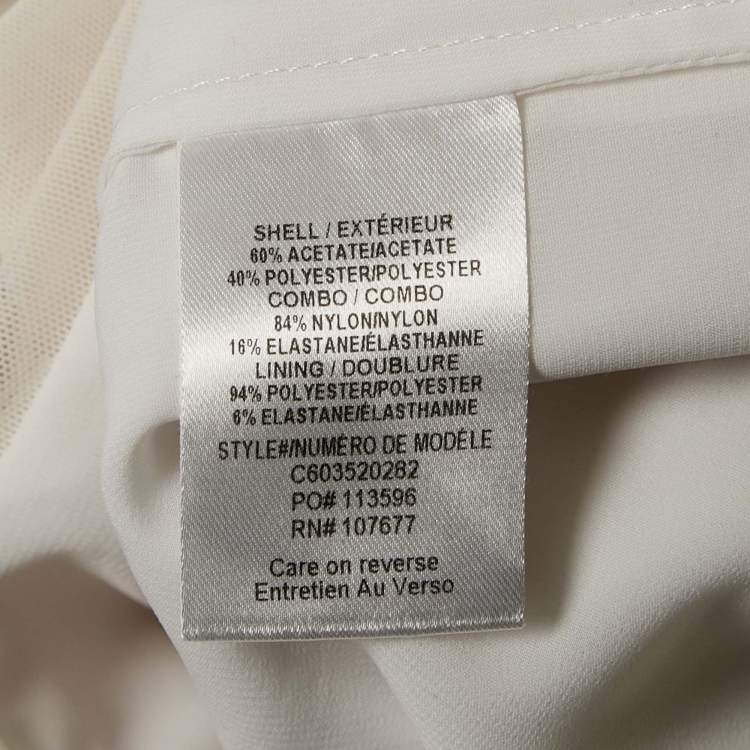 SHELL / EXTÉRIEUR
60% ACETATE/ACETATE
40% POLYESTER/POLYESTER
COMBO / COMBO
84% NYLON/NYLON
16% ELASTANE/ÉLASTHANNE
LINING / DOUBLURE
94% POLYESTER/POLYESTER
6% ELASTANE/ÉLASTHANNE
STYLE#/NUMÉRO DE MODÉLE
C603520282
PO# 113596
RN# 107677
Care on reverse
Entretien Au Verso